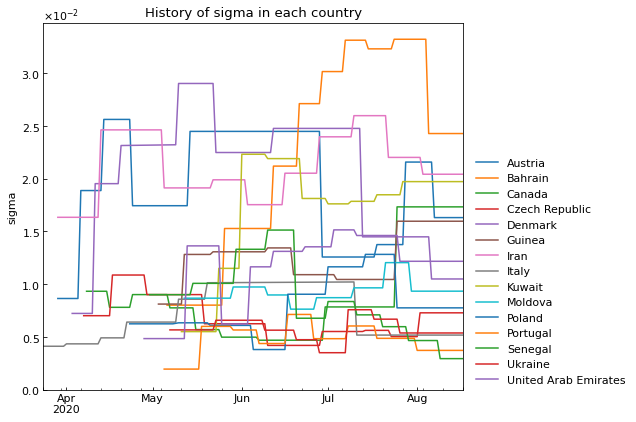 History of sigma in each country
×10⁻²
3.0
2.5
2.0
1.5
1.0
0.5
0.0
sigma
Apr
2020
May
Jun
Jul
Aug
Austria
Bahrain
Canada
Czech Republic
Denmark
Guinea
Iran
Italy
Kuwait
Moldova
Poland
Portugal
Senegal
Ukraine
United Arab Emirates